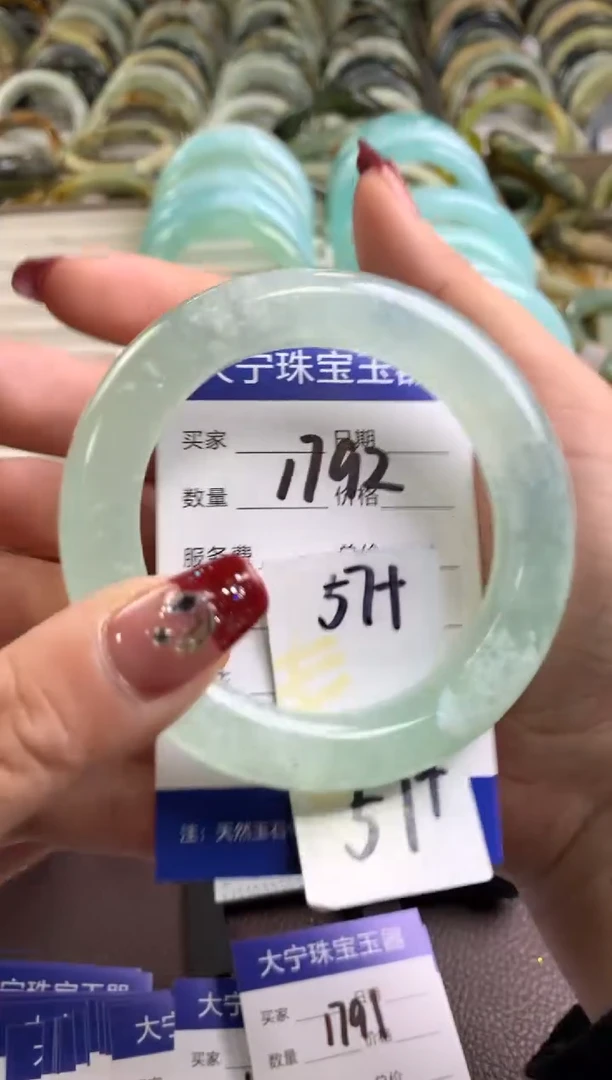 大宁珠宝玉器
买家 日期
1792
数量 价格
服务费
57+
57+
注：天然玉石
大宁珠宝玉器
买家
1791
数量 价格
大宁
买家
大宁